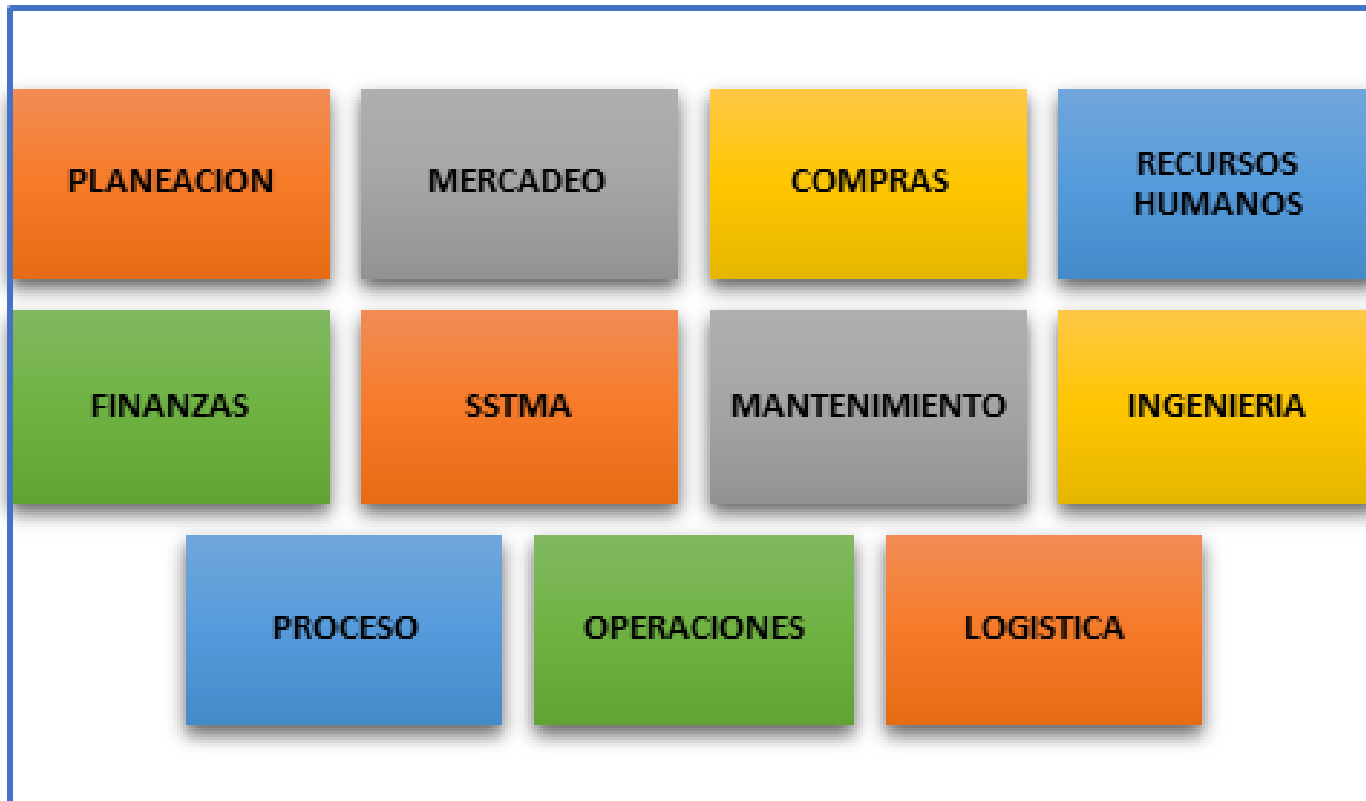 PLANEACION
MERCADEO
COMPRAS
RECURSOS
HUMANOS
FINANZAS
SSTMA
MANTENIMIENTO
INGENIERIA
PROCESO
OPERACIONES
LOGISTICA